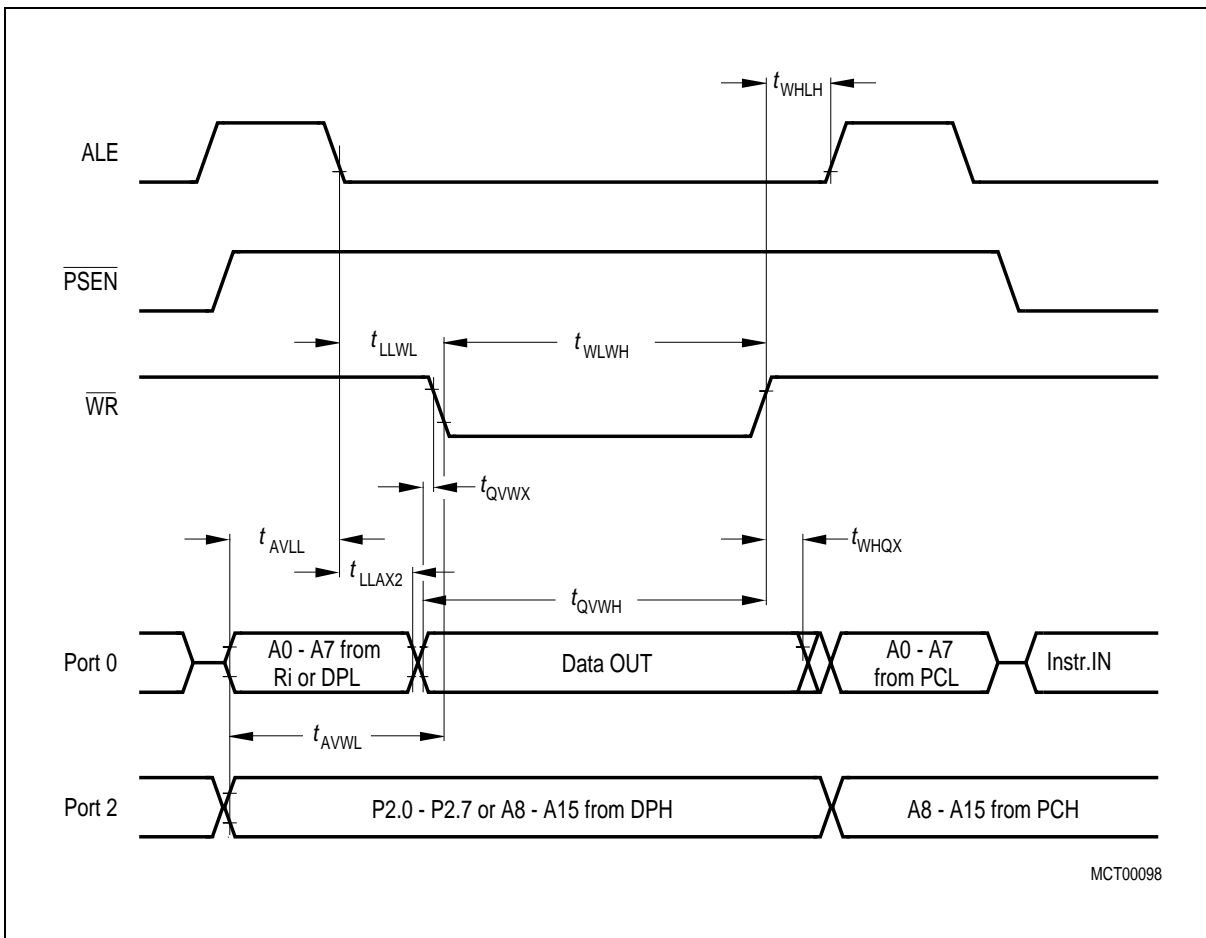 tWHLH
ALE
PSEN
tLLWL
tWLWH
WR
tQVWX
tAVLL
tWHQX
tLLAX2
tQVWH
Port 0
A0 - A7 from
Ri or DPL
Data OUT
A0 - A7
from PCL
Instr.IN
tAVWL
Port 2
P2.0 - P2.7 or A8 - A15 from DPH
A8 - A15 from PCH
MCT00098